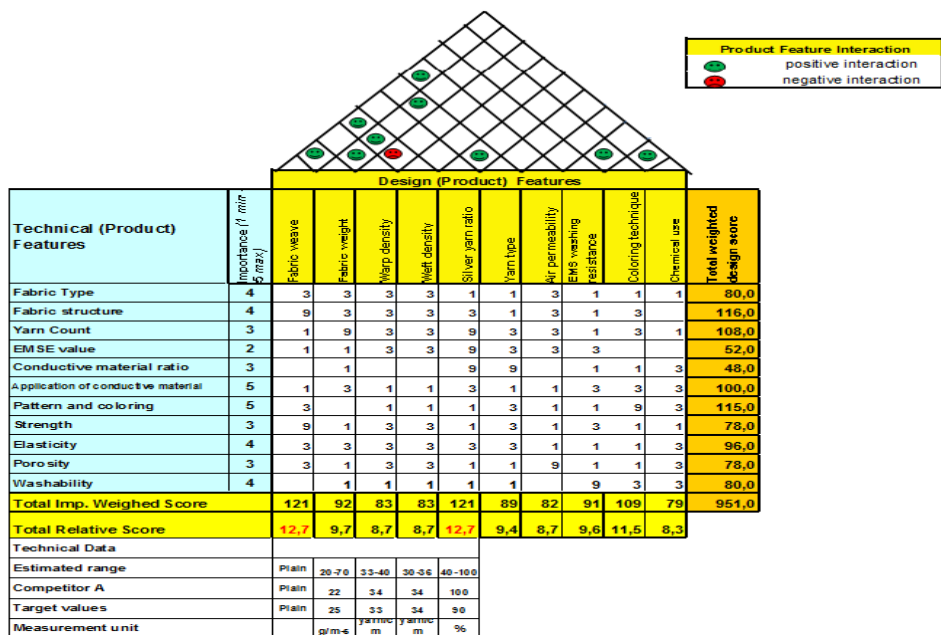 Product Feature Interaction
positive interaction
negative interaction
Design (Product) Features
Technical (Product) Features
Importance (1 min - 5 max)
Fabric weave
Fabric weight
Warp density
Weft density
Silver yarn ratio
Yarn type
Air permeability
EMS washing resistance
Coloring technique
Chemical use
Total weighted design score
Fabric Type 4 3 3 3 3 1 1 3 1 1 1 80,0
Fabric structure 4 9 3 3 3 3 1 3 1 3 116,0
Yarn Count 3 1 9 3 3 9 3 3 1 3 1 108,0
EMSE value 2 1 1 3 3 9 3 3 3 52,0
Conductive material ratio 3 1 9 9 1 1 3 48,0
Application of conductive material 5 1 3 1 1 3 1 1 3 3 3 100,0
Pattern and coloring 5 3 1 1 1 3 1 1 9 3 115,0
Strength 3 9 1 3 3 1 3 1 3 1 1 78,0
Elasticity 4 3 3 3 3 3 3 1 1 1 3 96,0
Porosity 3 3 1 3 3 1 1 9 1 1 3 78,0
Washability 4 1 1 1 1 1 9 3 3 80,0
Total Imp. Weighed Score 121 92 83 83 121 89 82 91 109 79 951,0
Total Relative Score 12,7 9,7 8,7 8,7 12,7 9,4 8,7 9,6 11,5 8,3
Technical Data
Estimated range Plain 20-70 33-40 30-36 40-100
Competitor A Plain 22 34 34 100
Target values Plain 25 33 34 90
Measurement unit %